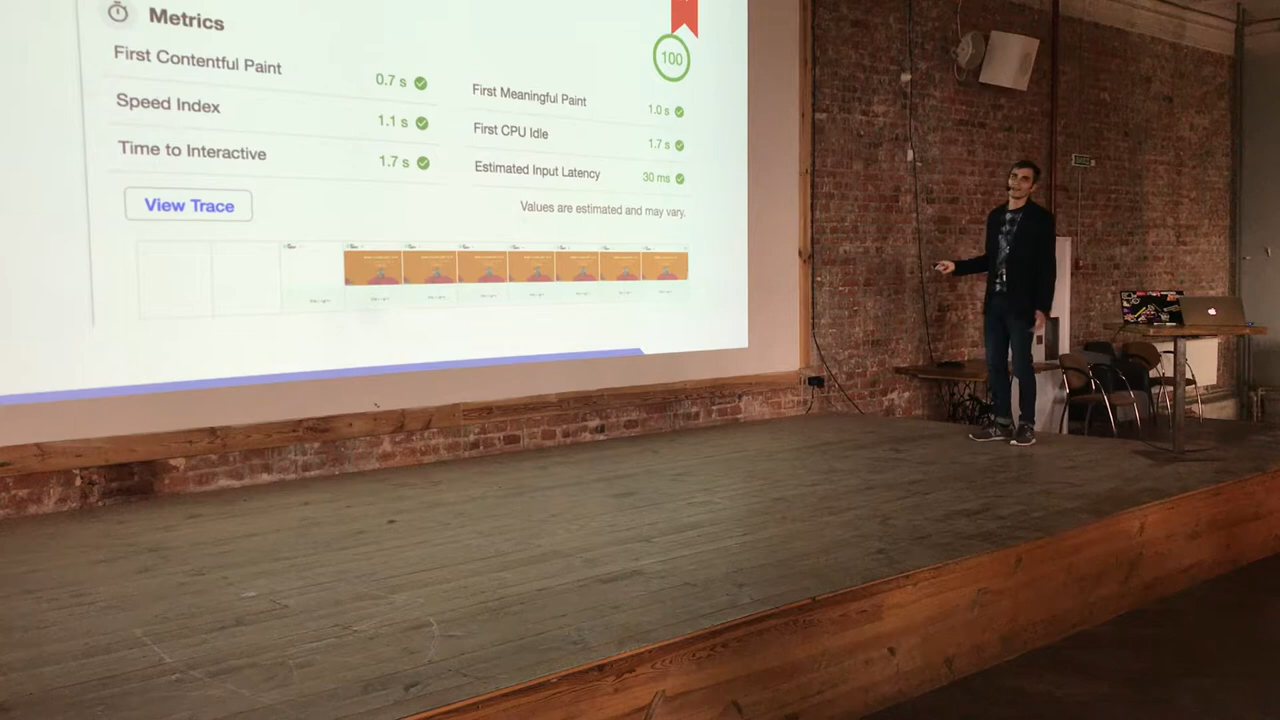 Metrics
100
First Contentful Paint
0.7 s
First Meaningful Paint
1.0 s
Speed Index
1.1 s
First CPU Idle
1.7 s
Time to Interactive
1.7 s
Estimated Input Latency
30 ms
View Trace
Values are estimated and may vary.